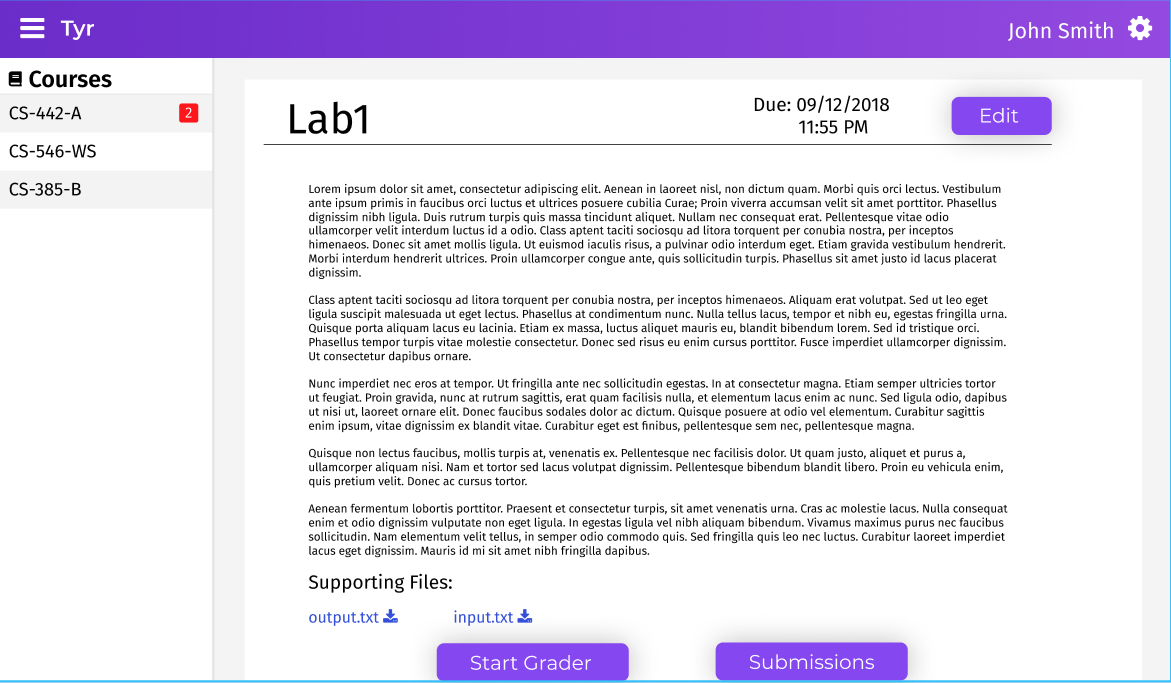 Tyr
John Smith
Courses
CS-442-A
2
CS-546-WS
CS-385-B
Lab1
Due: 09/12/2018
11:55 PM
Edit
Lorem ipsum dolor sit amet, consectetur adipiscing elit. Aenean in laoreet nisl, non dictum quam. Morbi quis orci lectus. Vestibulum
ante ipsum primis in faucibus orci luctus et ultrices posuere cubilia Curae; Proin viverra accumsan velit sit amet porttitor. Phasellus
dignissim nibh ligula. Duis rutrum turpis quis massa tincidunt aliquet. Nullam nec consequat erat. Pellentesque vitae odio
ullamcorper velit interdum luctus id a odio. Class aptent taciti sociosqu ad litora torquent per conubia nostra, per inceptos
himenaeos. Donec sit amet mollis ligula. Ut euismod iaculis risus, a pulvinar odio interdum eget. Etiam gravida vestibulum hendrerit.
Morbi interdum hendrerit ultrices. Proin ullamcorper congue ante, quis sollicitudin turpis. Phasellus sit amet justo id lacus placerat
dignissim.
Class aptent taciti sociosqu ad litora torquent per conubia nostra, per inceptos himenaeos. Aliquam erat volutpat. Sed ut leo eget
ligula suscipit malesuada ut eget lectus. Phasellus at condimentum nunc. Nulla tellus lacus, tempor et nibh eu, egestas fringilla urna.
Quisque porta aliquam lacus eu lacinia. Etiam ex massa, luctus aliquet mauris eu, blandit bibendum lorem. Sed id tristique orci.
Phasellus tempor turpis vitae molestie consectetur. Donec sed risus eu enim cursus porttitor. Fusce imperdiet ullamcorper dignissim.
Ut consectetur dapibus ornare.
Nunc imperdiet nec eros at tempor. Ut fringilla ante nec sollicitudin egestas. In at consectetur magna. Etiam semper ultricies tortor
ut feugiat. Proin gravida, nunc at rutrum sagittis, erat quam facilisis nulla, et elementum lacus enim ac nunc. Sed ligula odio, dapibus
ut nisi ut, laoreet ornare elit. Donec faucibus sodales dolor ac dictum. Quisque posuere at odio vel elementum. Curabitur sagittis
enim ipsum, vitae dignissim ex blandit vitae. Curabitur eget est finibus, pellentesque sem nec, pellentesque magna.
Quisque non lectus faucibus, mollis turpis at, venenatis ex. Pellentesque nec facilisis dolor. Ut quam justo, aliquet et purus a,
ullamcorper aliquam nisi. Nam et tortor sed lacus volutpat dignissim. Pellentesque bibendum blandit libero. Proin eu vehicula enim,
quis pretium velit. Donec ac cursus tortor.
Aenean fermentum lobortis porttitor. Praesent et consectetur turpis, sit amet venenatis urna. Cras ac molestie lacus. Nulla consequat
enim et odio dignissim vulputate non eget ligula. In egestas ligula vel nibh aliquam bibendum. Vivamus maximus purus nec faucibus
sollicitudin. Nam elementum velit tellus, in semper odio commodo quis. Sed fringilla quis leo nec luctus. Curabitur laoreet imperdiet
lacus eget dignissim. Mauris id mi sit amet nibh fringilla dapibus.
Supporting Files:
output.txt
input.txt
Start Grader
Submissions